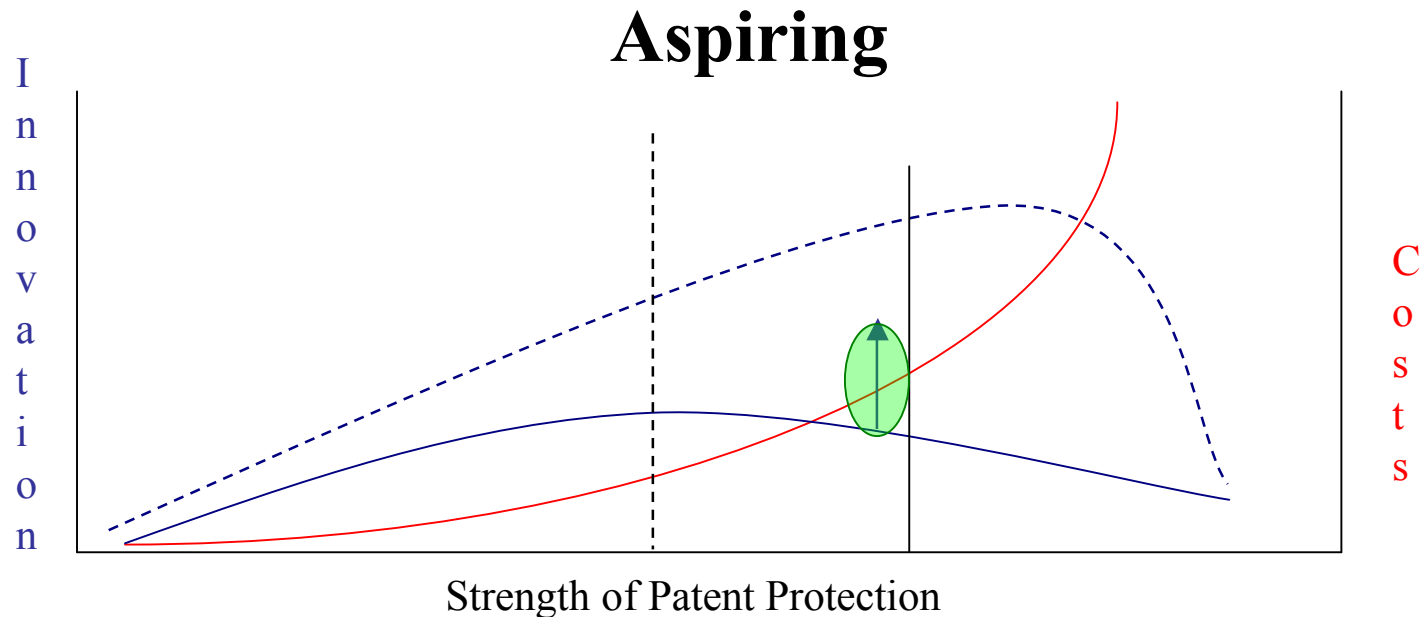 Aspiring
Innovation
Costs
Strength of Patent Protection